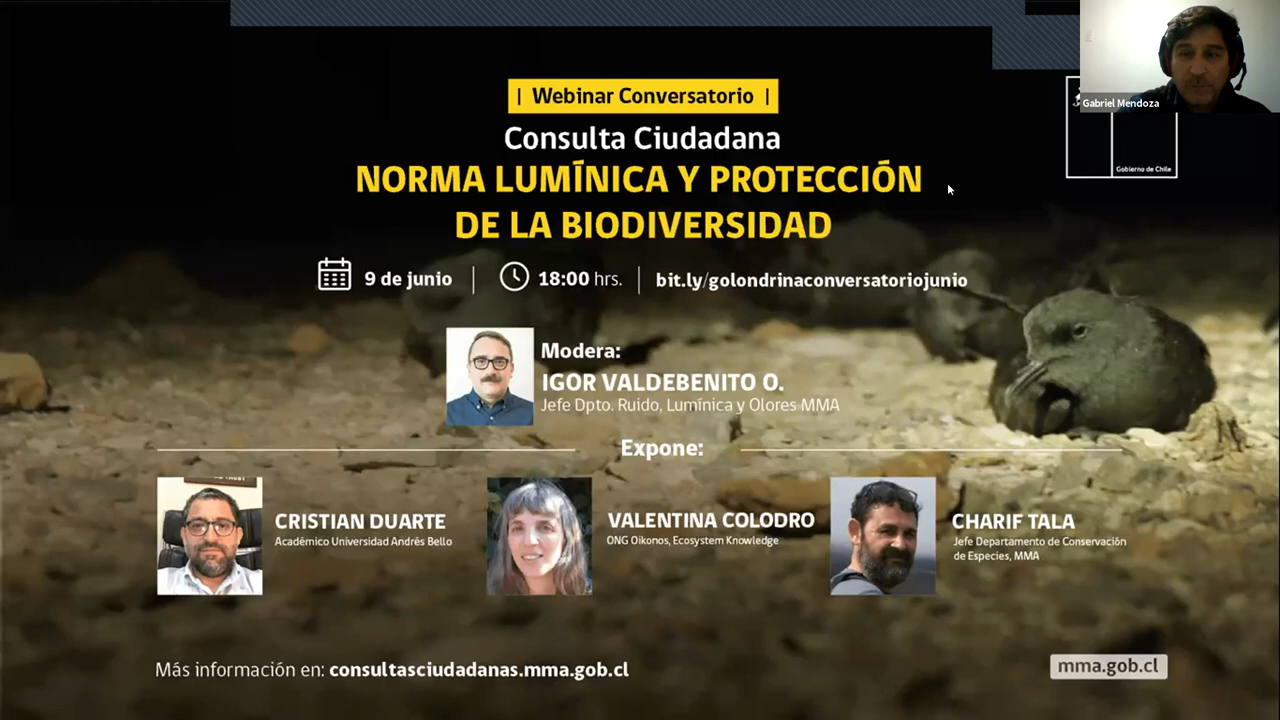 | Webinar Conversatorio |
Consulta Ciudadana
NORMA LUMÍNICA Y PROTECCIÓN
DE LA BIODIVERSIDAD
9 de junio | 18:00 hrs. | bit.ly/golondrinaconversatoriojunio
Gabriel Mendoza
Gobierno de Chile
Modera:
IGOR VALDEBENITO O.
Jefe Dpto. Ruido, Lumínica y Olores MMA
Expone:
CRISTIAN DUARTE
Académico Universidad Andrés Bello
VALENTINA COLODRO
ONG Oikonos, Ecosystem Knowledge
CHARIF TALA
Jefe Departamento de Conservación
de Especies, MMA
Más información en: consultasciudadanas.mma.gob.cl
mma.gob.cl